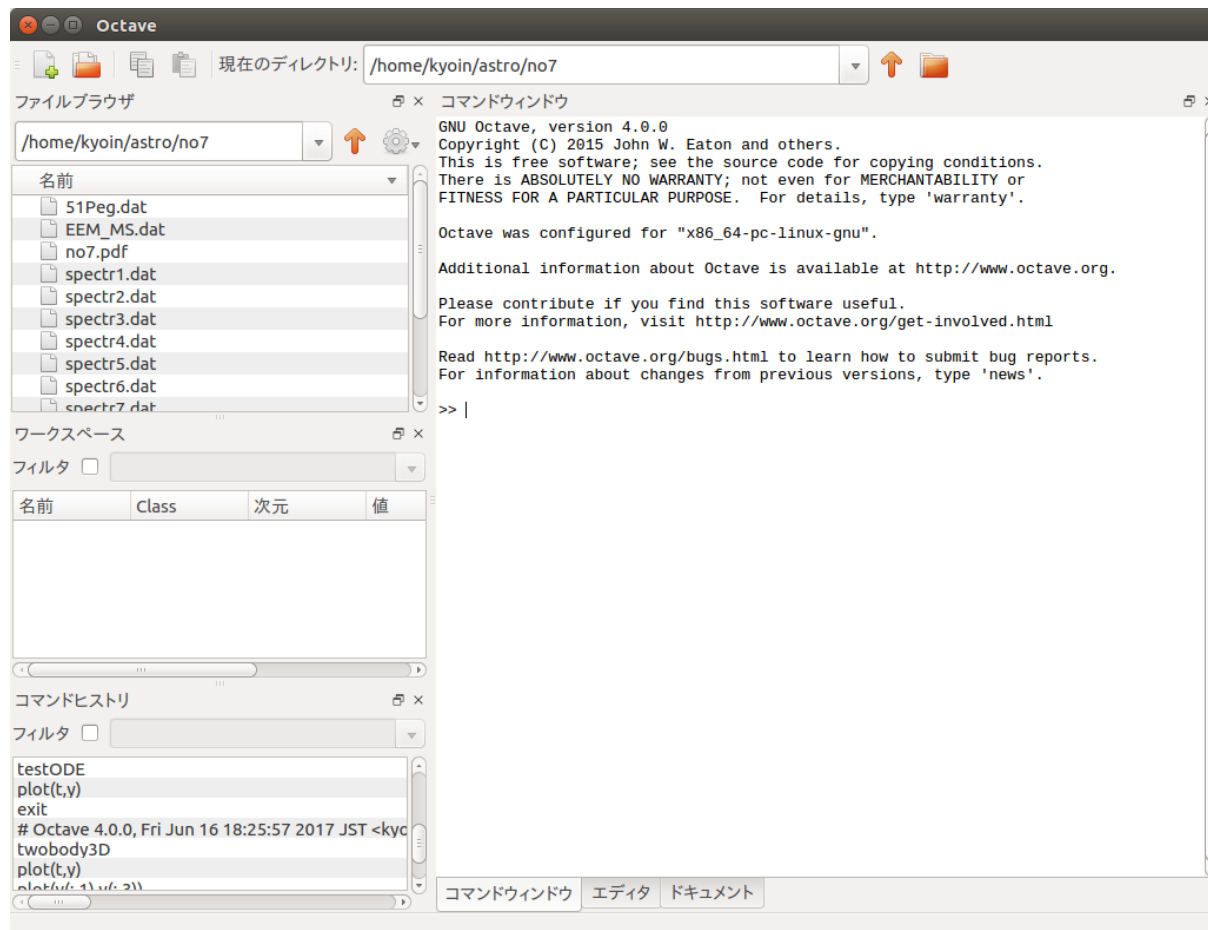 Octave
現在のディレクトリ: /home/kyoin/astro/no7
ファイルブラウザ
/home/kyoin/astro/no7
名前
51Peg.dat
EEM_MS.dat
no7.pdf
spectr1.dat
spectr2.dat
spectr3.dat
spectr4.dat
spectr5.dat
spectr6.dat
spectr7.dat
ワークスペース
フィルタ
名前 Class 次元 値
コマンドヒストリ
フィルタ
testODE
plot(t,y)
exit
# Octave 4.0.0, Fri Jun 16 18:25:57 2017 JST <kyo
twobody3D
plot(t,y)
plot(y(:,1),y(:,3))
コマンドウィンドウ
GNU Octave, version 4.0.0
Copyright (C) 2015 John W. Eaton and others.
This is free software; see the source code for copying conditions.
There is ABSOLUTELY NO WARRANTY; not even for MERCHANTABILITY or
FITNESS FOR A PARTICULAR PURPOSE.  For details, type 'warranty'.
Octave was configured for "x86_64-pc-linux-gnu".
Additional information about Octave is available at http://www.octave.org.
Please contribute if you find this software useful.
For more information, visit http://www.octave.org/get-involved.html
Read http://www.octave.org/bugs.html to learn how to submit bug reports.
For information about changes from previous versions, type 'news'.
>>
コマンドウィンドウ エディタ ドキュメント